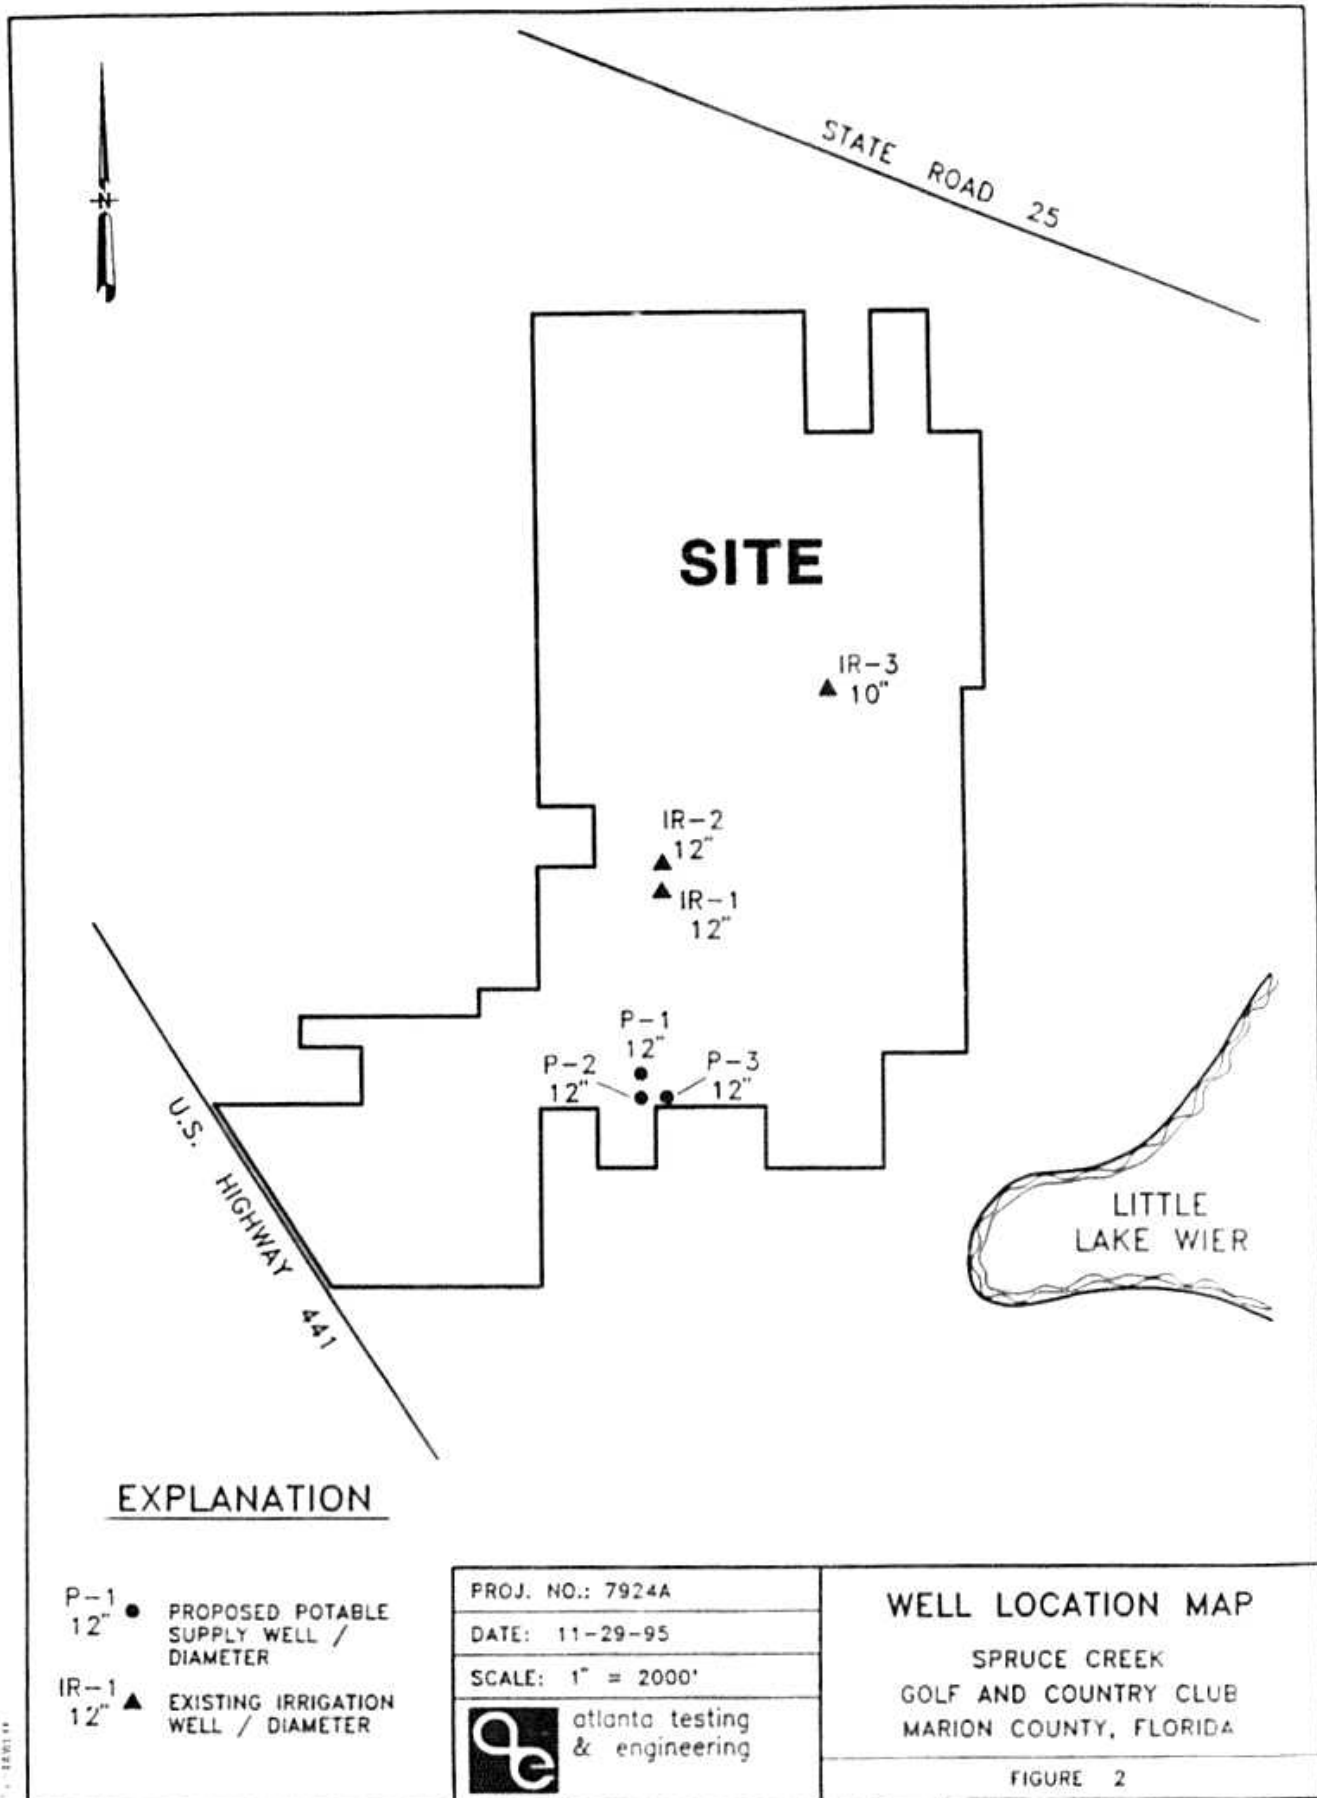 N
STATE ROAD 25
SITE
IR-3
10"
IR-2
12"
IR-1
12"
P-1
12"
P-2
12"
P-3
12"
U.S. HIGHWAY 441
LITTLE
LAKE WIER
EXPLANATION
P-1
12"
PROPOSED POTABLE
SUPPLY WELL /
DIAMETER
IR-1
12"
EXISTING IRRIGATION
WELL / DIAMETER
PROJ. NO.: 7924A
DATE: 11-29-95
SCALE: 1" = 2000'
atlanta testing
& engineering
WELL LOCATION MAP
SPRUCE CREEK
GOLF AND COUNTRY CLUB
MARION COUNTY, FLORIDA
FIGURE 2